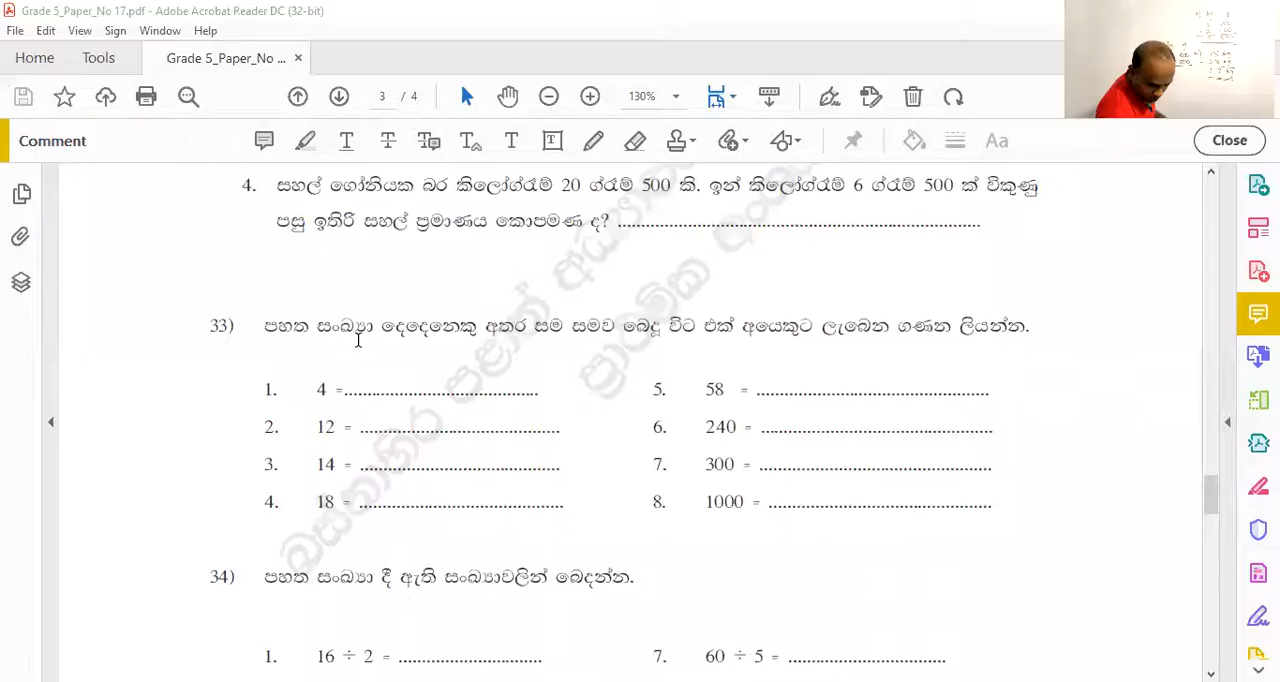 Grade 5_Paper_No 17.pdf - Adobe Acrobat Reader DC (32-bit)
File Edit View Sign Window Help
Home Tools Grade 5_Paper_No ... ×
3 / 4 130%
Comment Close
4. සහල් ගෝනියක බර කිලෝග්රෑම් 20 ග්රෑම් 500 කි. ඉන් කිලෝග්රෑම් 6 ග්රෑම් 500 ක් විකුණු
පසු ඉතිරි සහල් ප්‍රමාණය කොපමණ ද? ................................................................................
33) පහත සංඛ්‍යා දෙදෙනෙකු අතර සම සමව බෙදූ විට එක් අයෙකුට ලැබෙන ගණන ලියන්න.
1. 4 =.......................................... 5. 58 = ..................................................
2. 12 = .......................................... 6. 240 = ..................................................
3. 14 = .......................................... 7. 300 = ..................................................
4. 18 = ............................................ 8. 1000 = ................................................
34) පහත සංඛ්‍යා දී ඇති සංඛ්‍යාවලින් බෙදන්න.
1. 16 ÷ 2 = ............................... 7. 60 ÷ 5 = ..................................